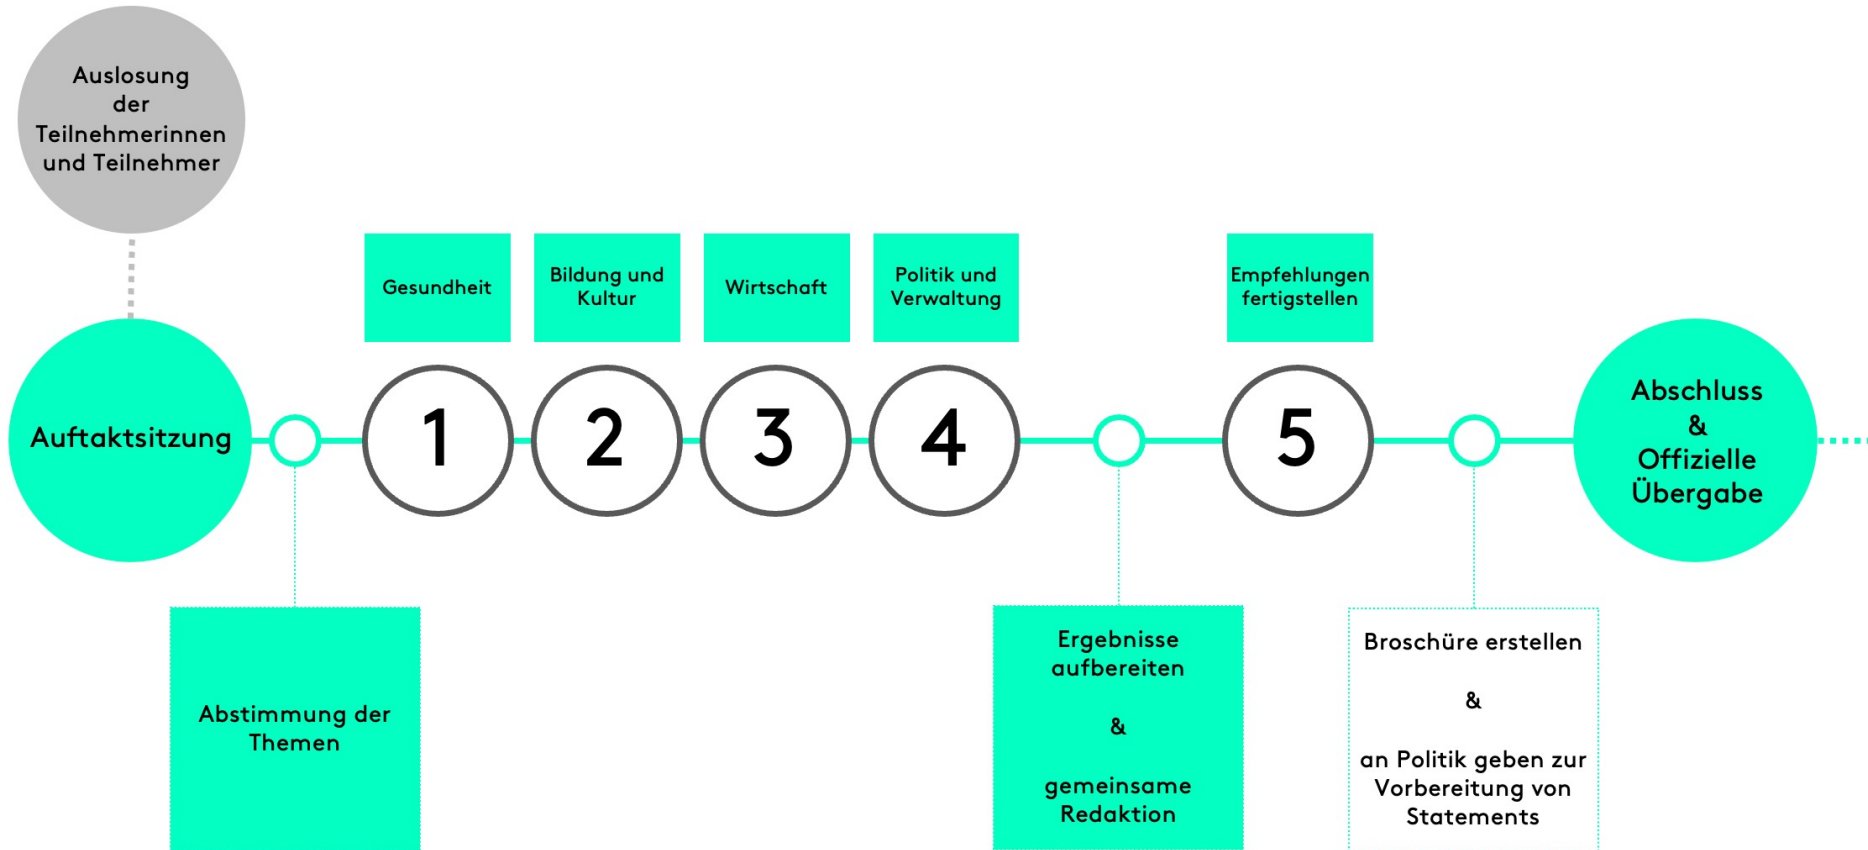 Auslosung
der
Teilnehmerinnen
und Teilnehmer
Auftaktsitzung
Abstimmung der
Themen
Gesundheit
1
Bildung und
Kultur
2
Wirtschaft
3
Politik und
Verwaltung
4
Ergebnisse
aufbereiten
&
gemeinsame
Redaktion
Empfehlungen
fertigstellen
5
Broschüre erstellen
&
an Politik geben zur
Vorbereitung von
Statements
Abschluss
&
Offizielle
Übergabe